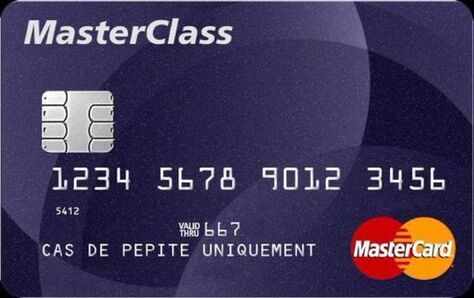 MasterClass
1234 5678 9012 3456
5412
VALID
THRU 667
CAS DE PEPITE UNIQUEMENT
MasterCard